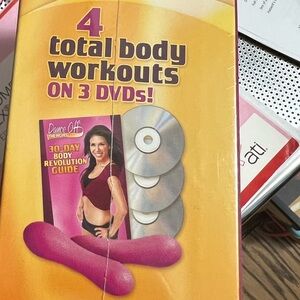 4
total body
workouts
ON 3 DVDs!
Dance Off
30-DAY
BODY
REVOLUTION
GUIDE
ati.